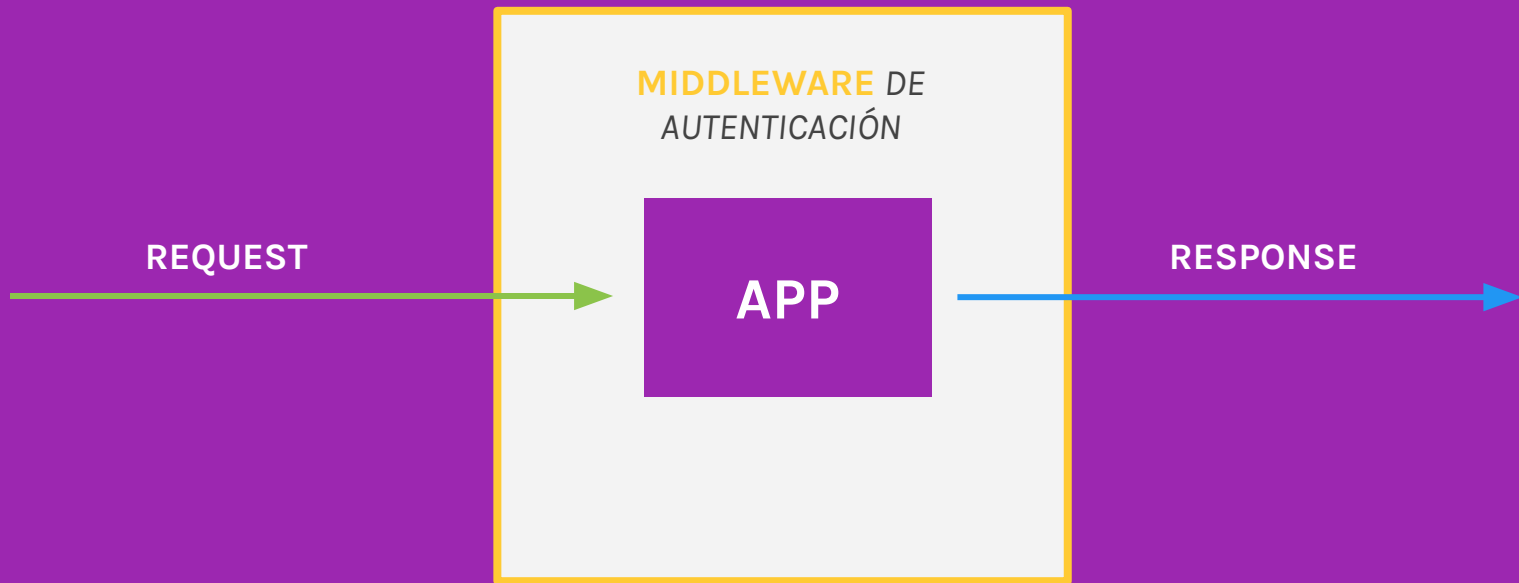 MIDDLEWARE DE
AUTENTICACIÓN
REQUEST
APP
RESPONSE